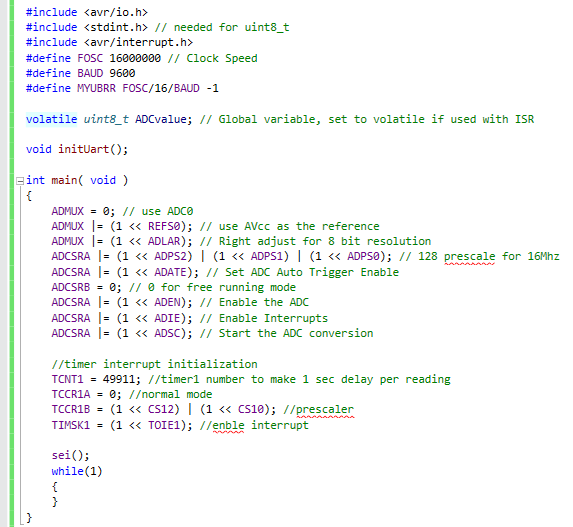 #include <avr/io.h>
#include <stdint.h> // needed for uint8_t
#include <avr/interrupt.h>
#define FOSC 16000000 // Clock Speed
#define BAUD 9600
#define MYUBRR FOSC/16/BAUD -1

volatile uint8_t ADCvalue; // Global variable, set to volatile if used with ISR

void initUart();

int main( void )
{
    ADMUX = 0; // use ADC0
    ADMUX |= (1 << REFS0); // use AVcc as the reference
    ADMUX |= (1 << ADLAR); // Right adjust for 8 bit resolution
    ADCSRA |= (1 << ADPS2) | (1 << ADPS1) | (1 << ADPS0); // 128 prescale for 16Mhz
    ADCSRA |= (1 << ADATE); // Set ADC Auto Trigger Enable
    ADCSRB = 0; // 0 for free running mode
    ADCSRA |= (1 << ADEN); // Enable the ADC
    ADCSRA |= (1 << ADIE); // Enable Interrupts
    ADCSRA |= (1 << ADSC); // Start the ADC conversion

    //timer interrupt initialization
    TCNT1 = 49911; //timer1 number to make 1 sec delay per reading
    TCCR1A = 0; //normal mode
    TCCR1B = (1 << CS12) | (1 << CS10); //prescaler
    TIMSK1 = (1 << TOIE1); //enble interrupt

    sei();
    while(1)
    {
    }
}